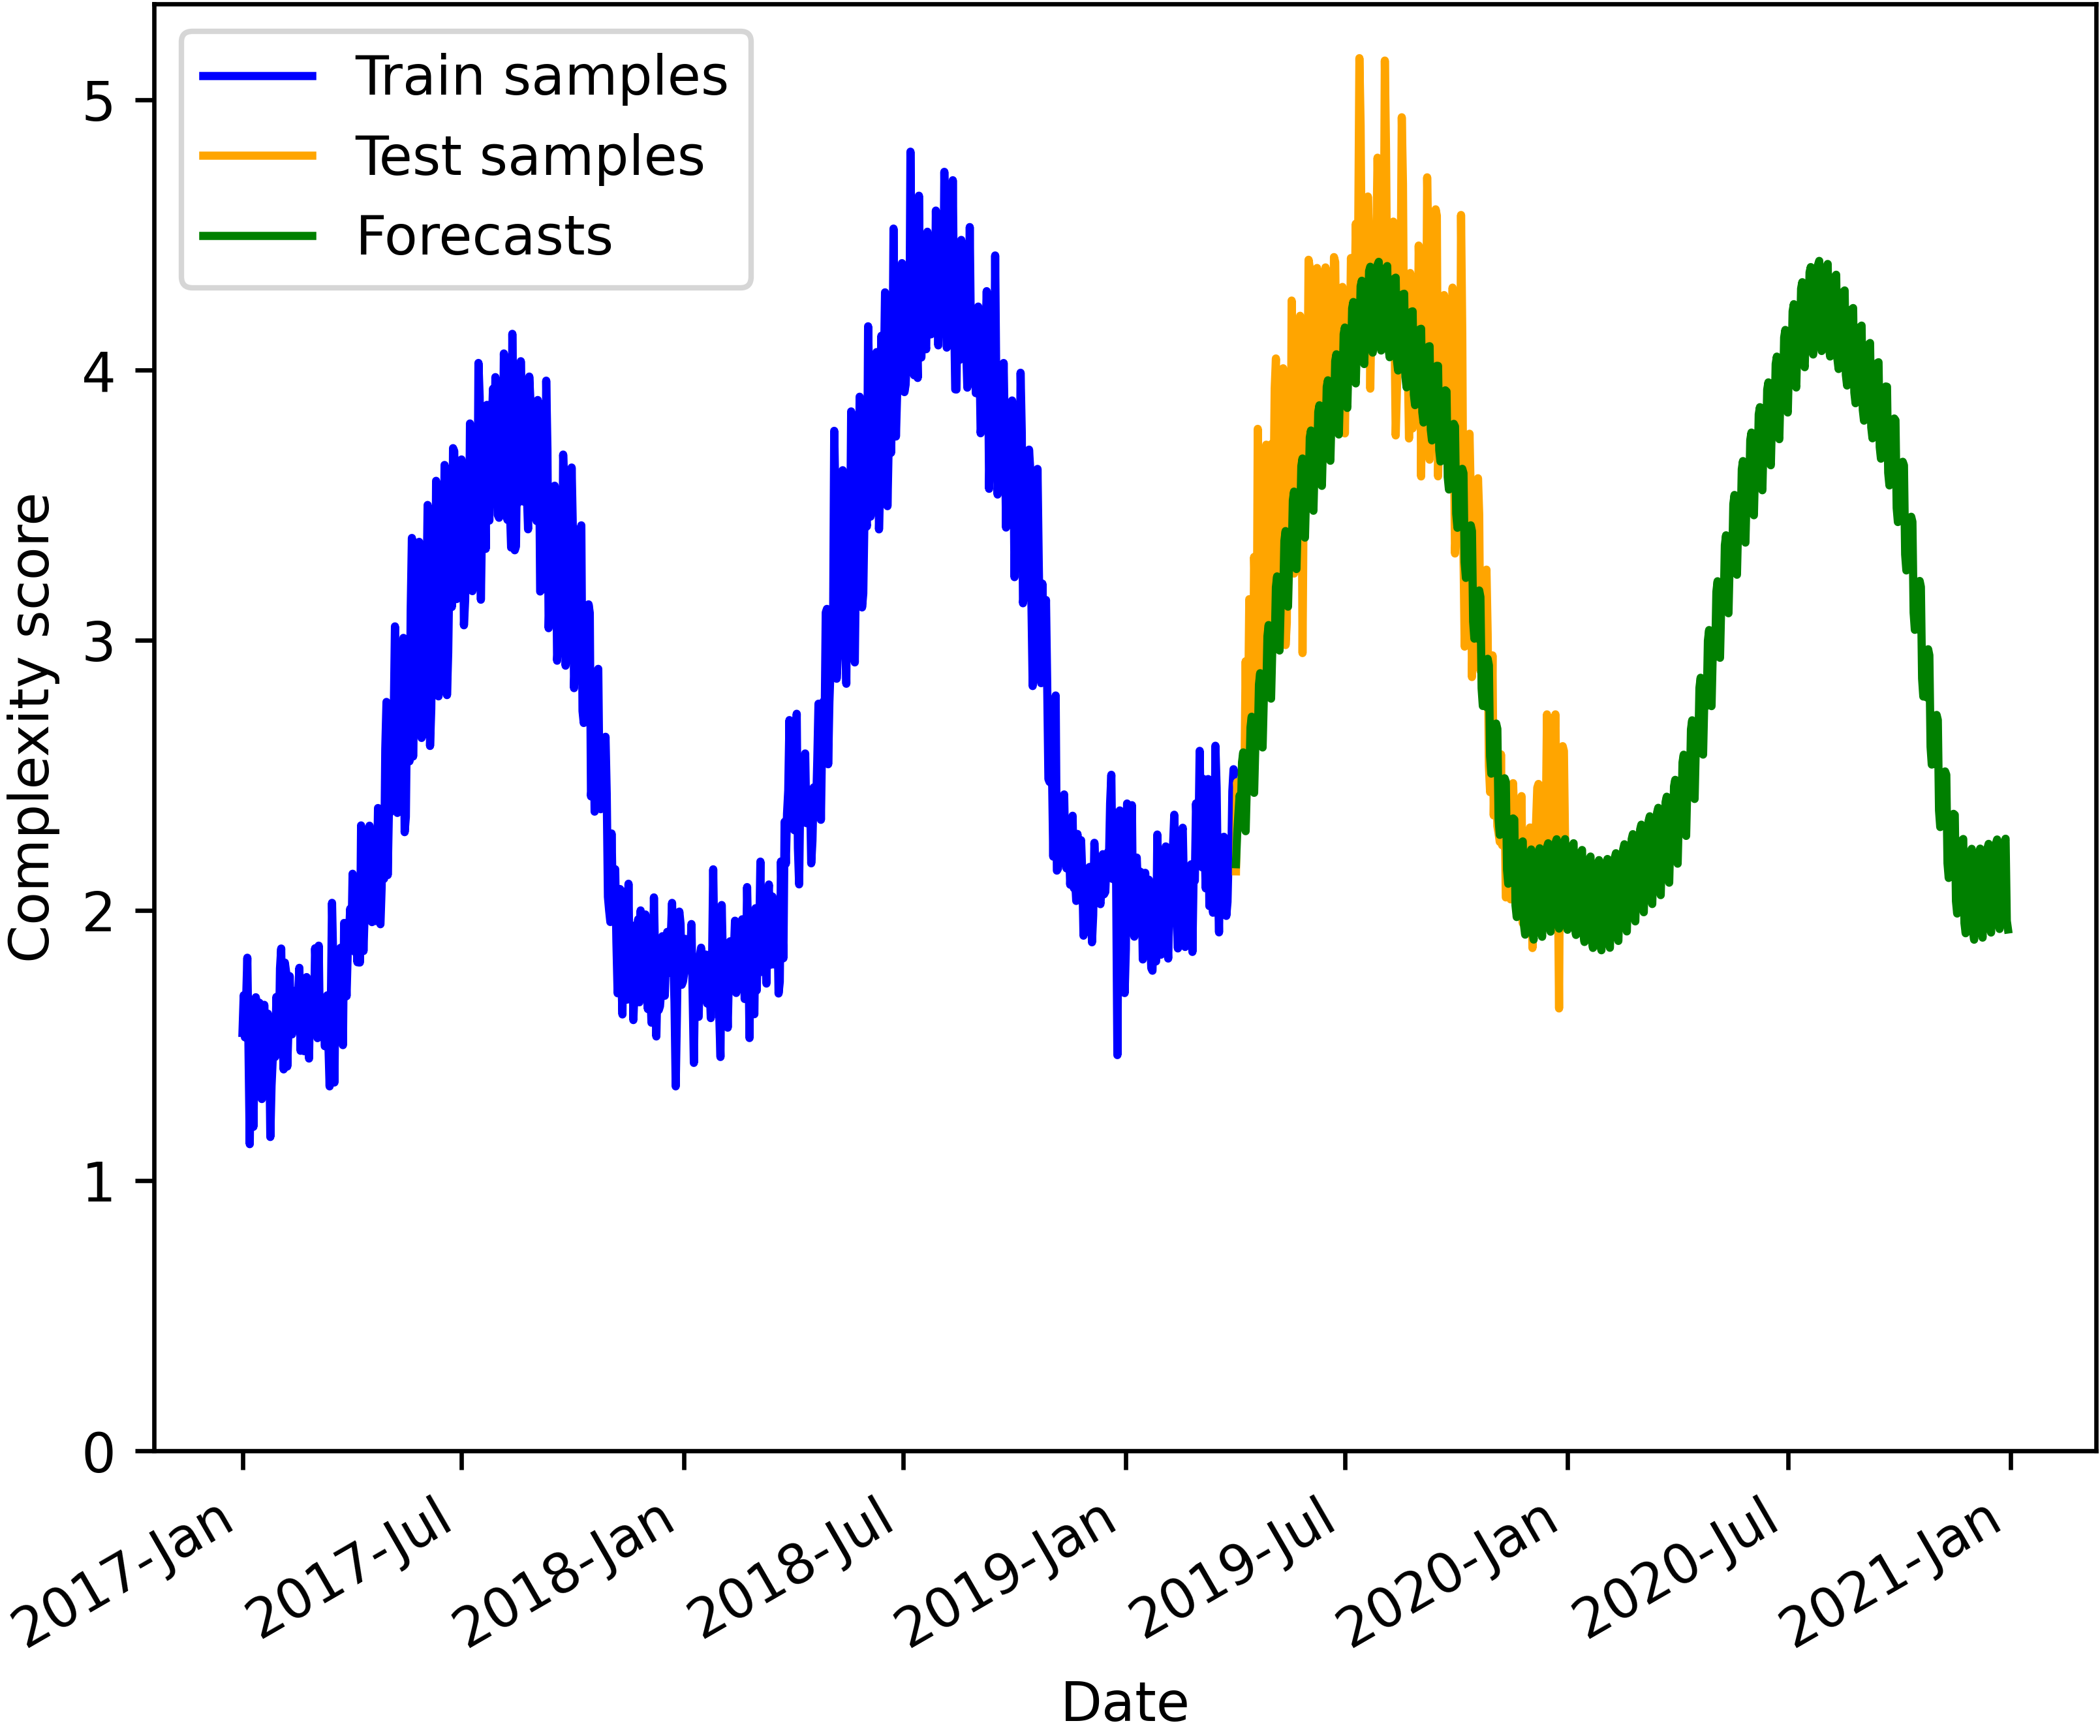 Train samples
Test samples
Forecasts
Complexity score
5
4
3
2
1
0
2017-Jan
2017-Jul
2018-Jan
2018-Jul
2019-Jan
2019-Jul
2020-Jan
2020-Jul
2021-Jan
Date